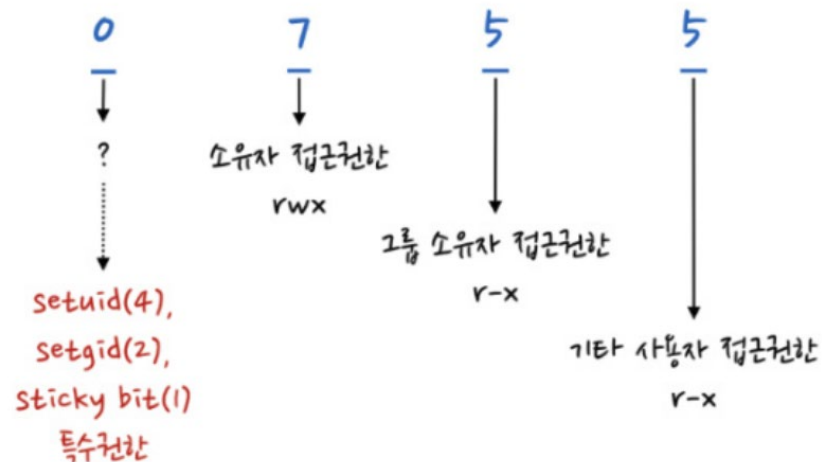 0 7 5 5
?
소유자 접근권한
rwx
그룹 소유자 접근권한
r-x
기타 사용자 접근권한
r-x
setuid(4),
setgid(2),
sticky bit(1)
특수권한